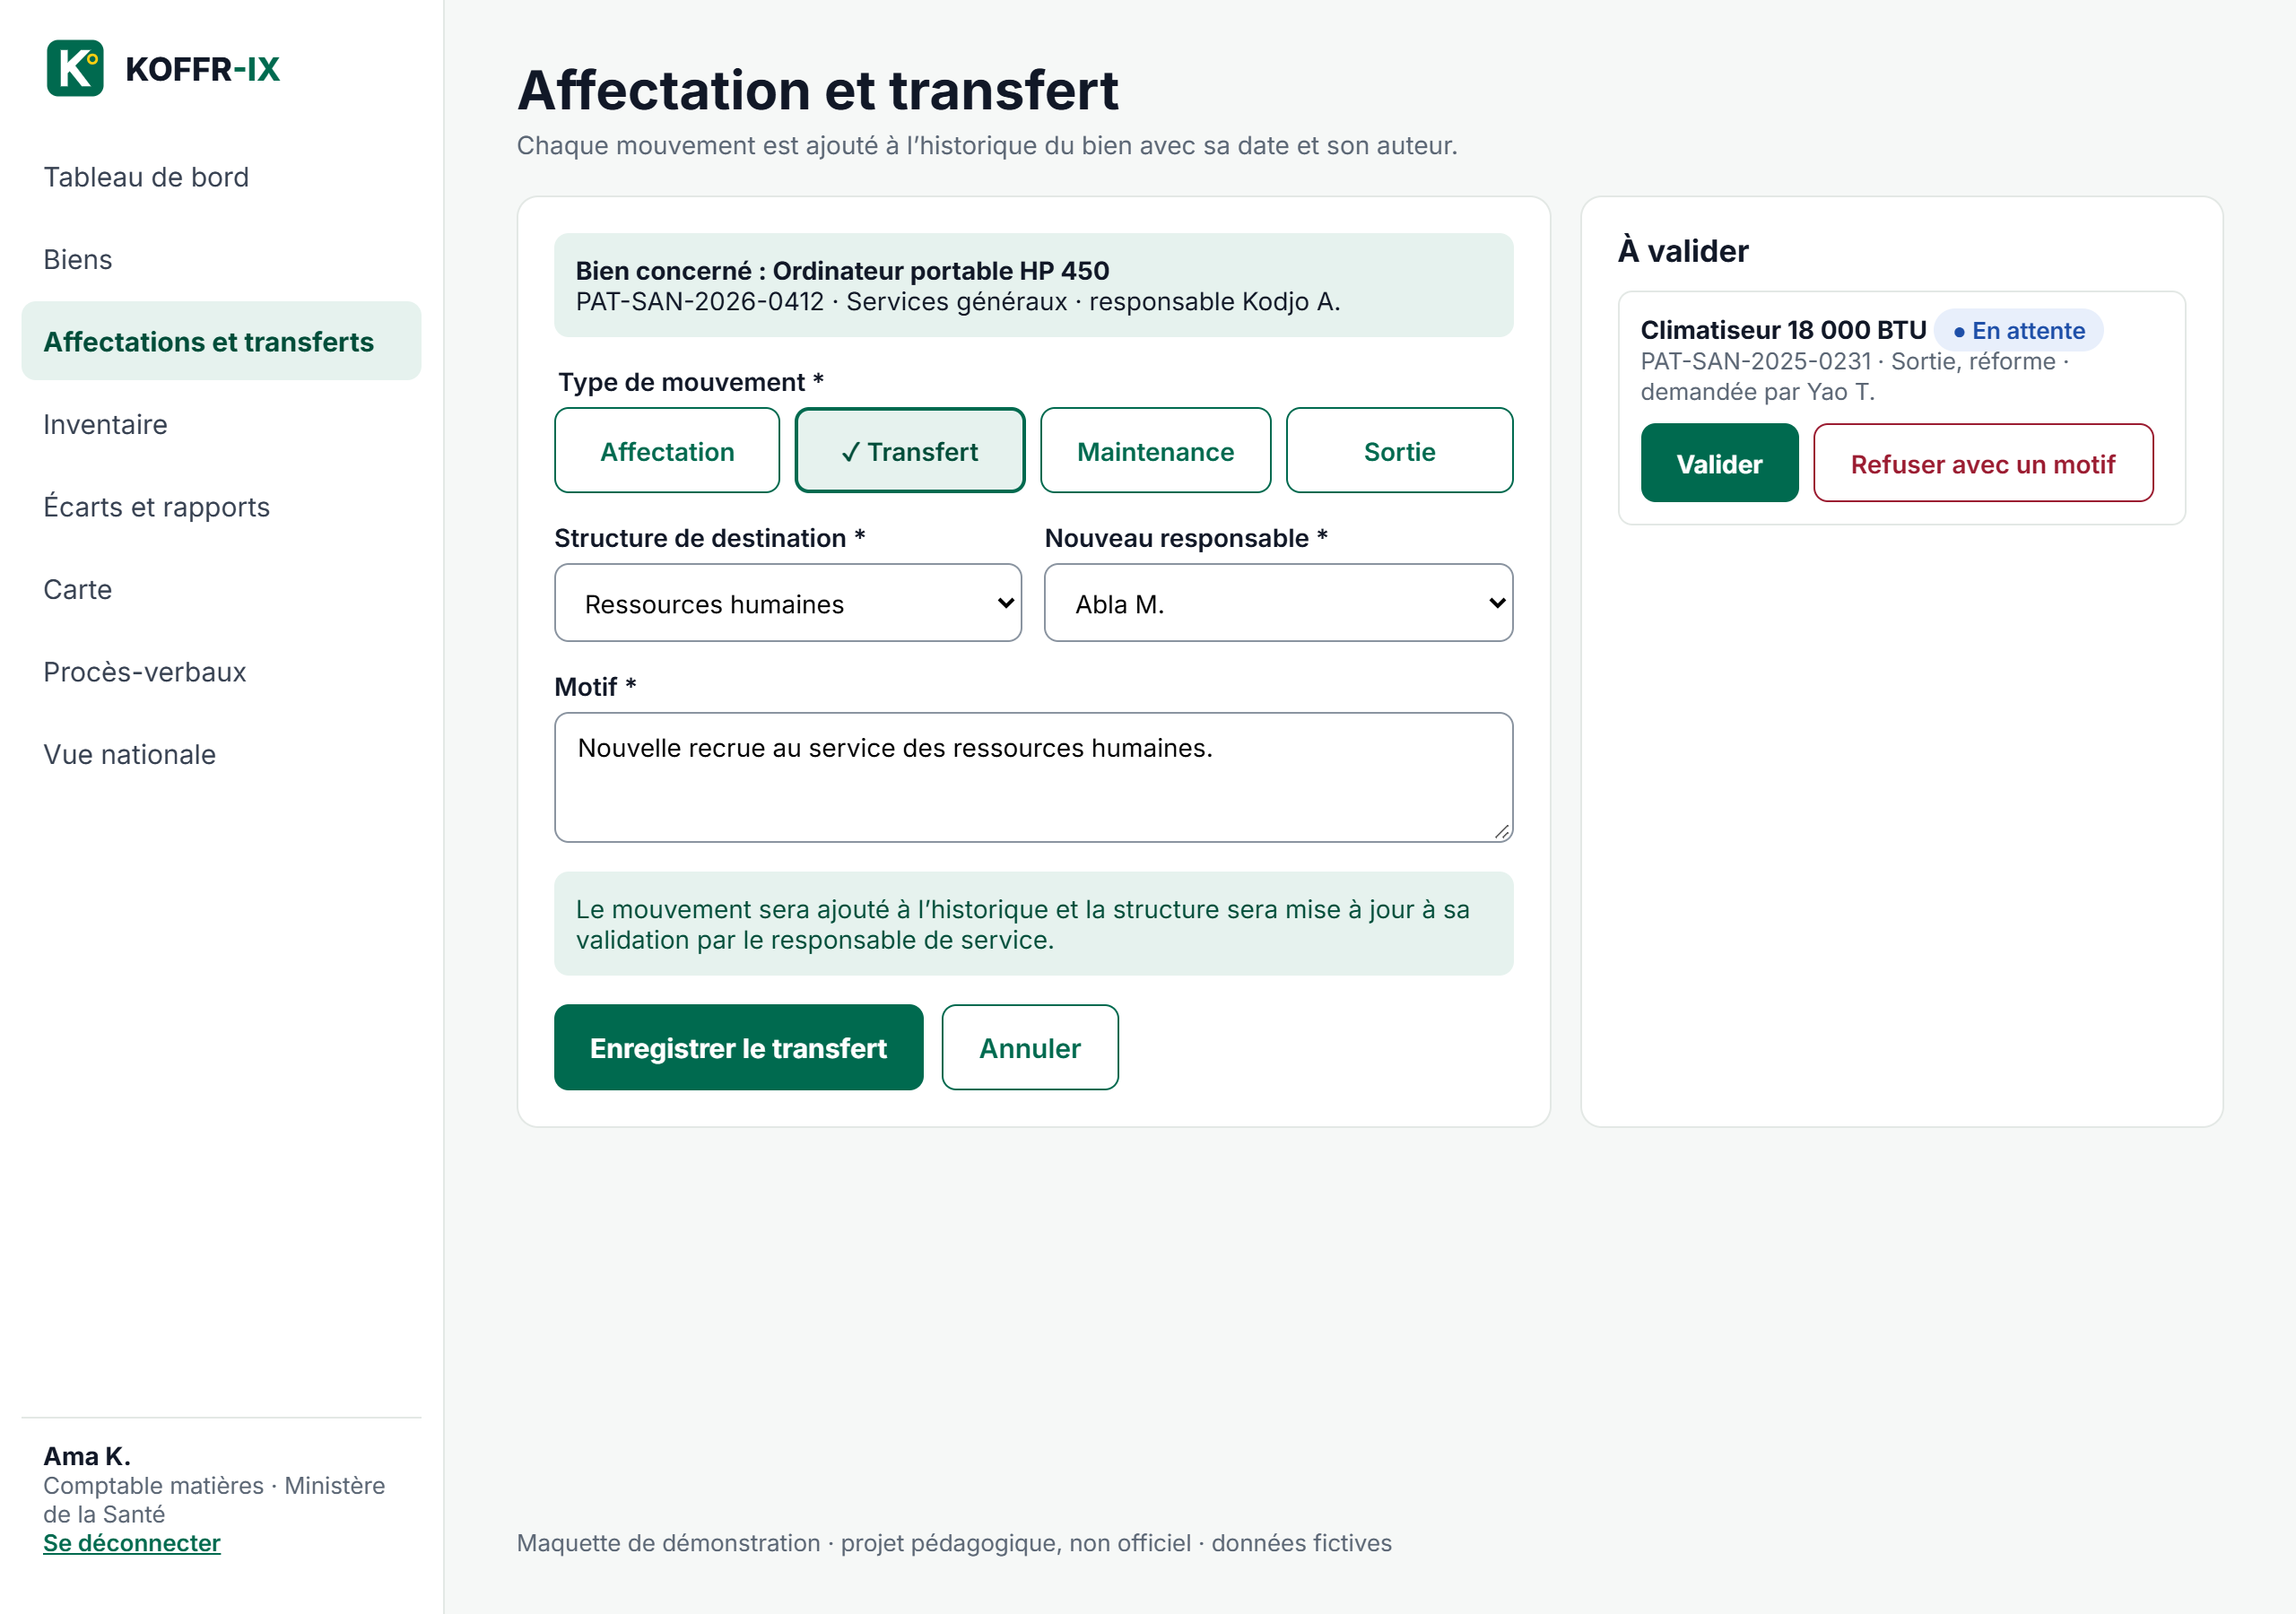 KOFFR-IX
Tableau de bord
Biens
Affectations et transferts
Inventaire
Écarts et rapports
Carte
Procès-verbaux
Vue nationale
Ama K.
Comptable matières · Ministère
de la Santé
Se déconnecter
Affectation et transfert
Chaque mouvement est ajouté à l’historique du bien avec sa date et son auteur.
Bien concerné : Ordinateur portable HP 450
PAT-SAN-2026-0412 · Services généraux · responsable Kodjo A.
Type de mouvement *
Affectation
✓ Transfert
Maintenance
Sortie
Structure de destination *
Nouveau responsable *
Ressources humaines
Abla M.
Motif *
Nouvelle recrue au service des ressources humaines.
Le mouvement sera ajouté à l’historique et la structure sera mise à jour à sa
validation par le responsable de service.
Enregistrer le transfert
Annuler
À valider
Climatiseur 18 000 BTU • En attente
PAT-SAN-2025-0231 · Sortie, réforme ·
demandée par Yao T.
Valider
Refuser avec un motif
Maquette de démonstration · projet pédagogique, non officiel · données fictives